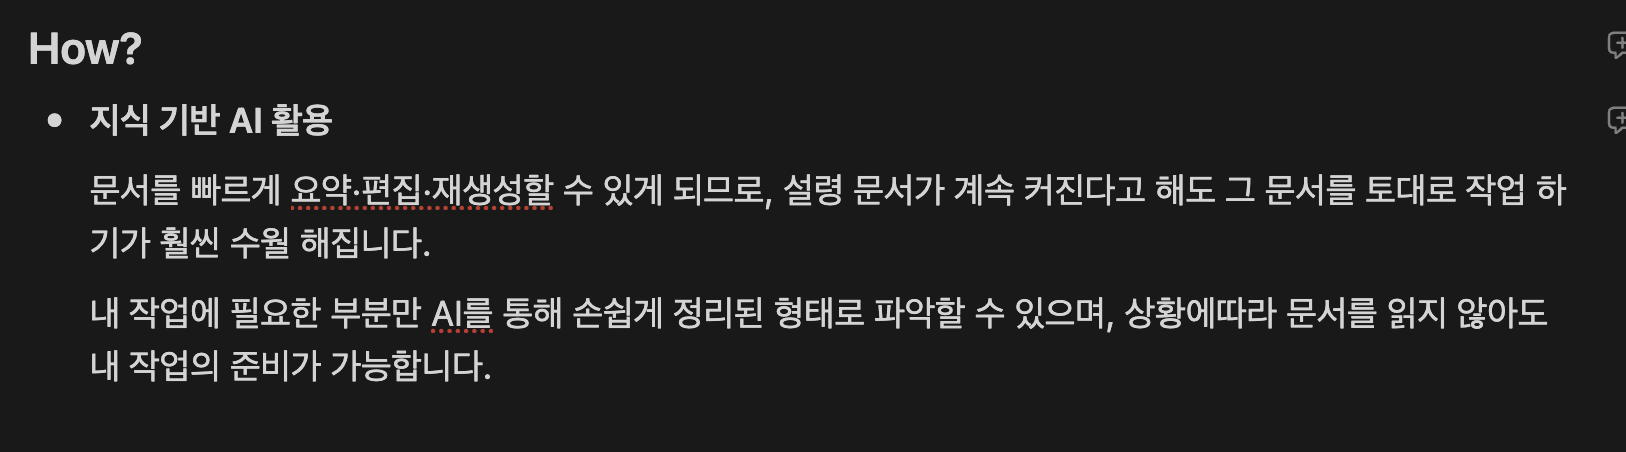 How?
• 지식 기반 AI 활용
문서를 빠르게 요약·편집·재생성할 수 있게 되므로, 설령 문서가 계속 커진다고 해도 그 문서를 토대로 작업 하
기가 훨씬 수월 해집니다.
내 작업에 필요한 부분만 AI를 통해 손쉽게 정리된 형태로 파악할 수 있으며, 상황에따라 문서를 읽지 않아도
내 작업의 준비가 가능합니다.